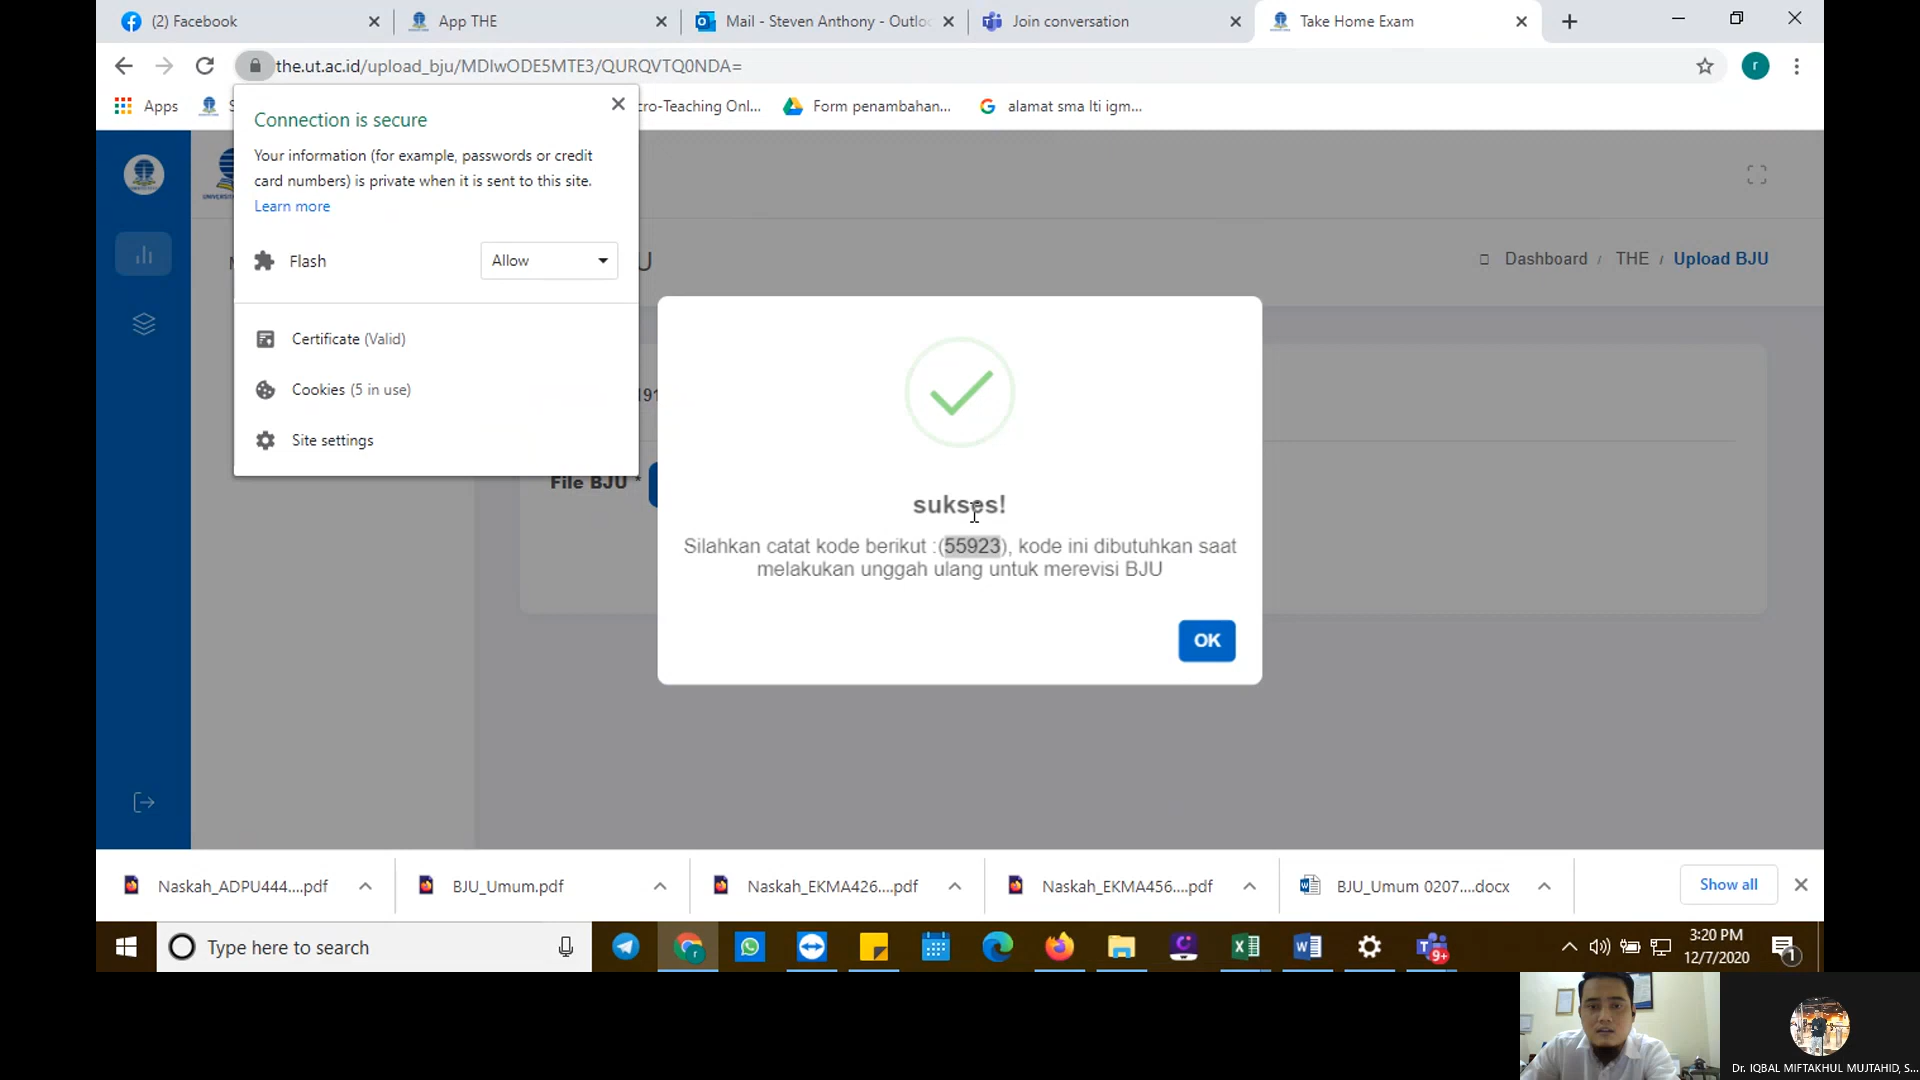 (2) Facebook
App THE
Mail - Steven Anthony - Outlo
Join conversation
Take Home Exam
the.ut.ac.id/upload_bju/MDIwODE5MTE3/QURQVTQ0NDA=
r
Apps
cro-Teaching Onl...
Form penambahan...
alamat sma lti igm...
Connection is secure
Your information (for example, passwords or credit
card numbers) is private when it is sent to this site.
Learn more
Flash
Allow
Certificate (Valid)
Cookies (5 in use)
Site settings
Dashboard / THE / Upload BJU
File BJU *
sukses!
Silahkan catat kode berikut :(55923), kode ini dibutuhkan saat
melakukan unggah ulang untuk merevisi BJU
OK
Naskah_ADPU444....pdf
BJU_Umum.pdf
Naskah_EKMA426....pdf
Naskah_EKMA456....pdf
BJU_Umum 0207....docx
Show all
Type here to search
r
9+
3:20 PM
12/7/2020
1
Dr. IQBAL MIFTAKHUL MUJTAHID, S...